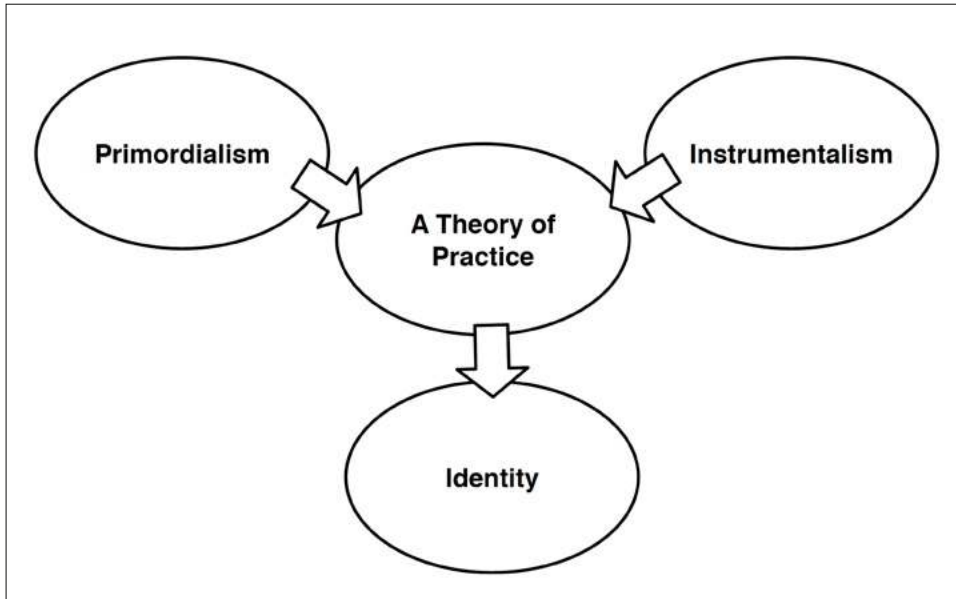 Primordialism
Instrumentalism
A Theory of
Practice
Identity